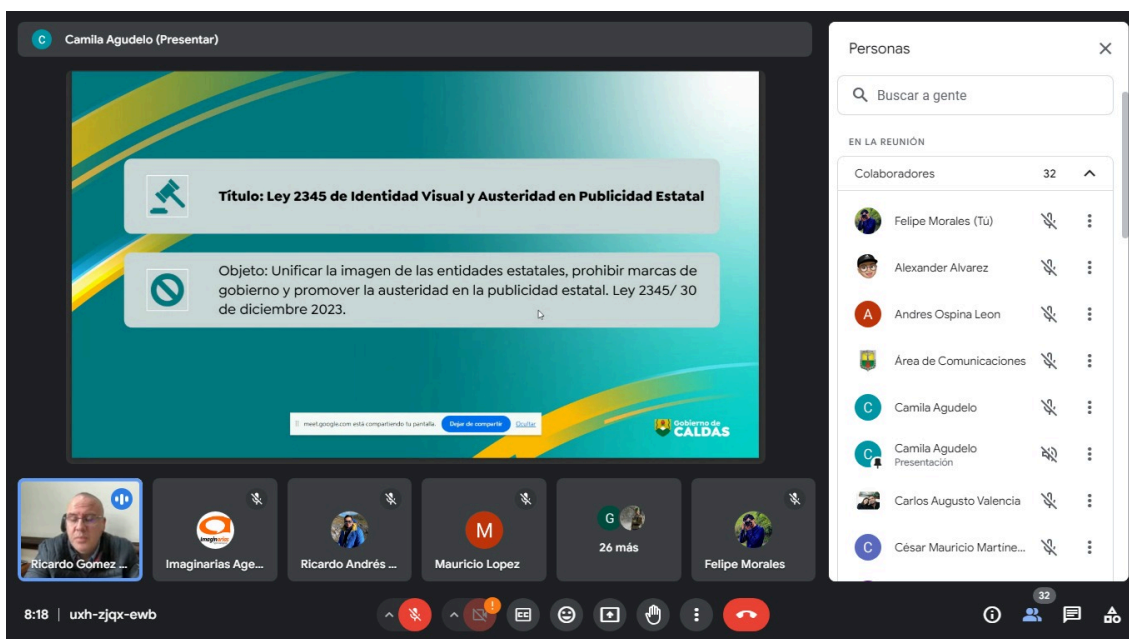 C Camila Agudelo (Presentar)
Título: Ley 2345 de Identidad Visual y Austeridad en Publicidad Estatal
Objeto: Unificar la imagen de las entidades estatales, prohibir marcas de
gobierno y promover la austeridad en la publicidad estatal. Ley 2345/ 30
de diciembre 2023.
meet.google.com está compartiendo tu pantalla. Dejar de compartir Ocultar
Gobierno de
CALDAS
Ricardo Gomez ...
Imaginarias
Imaginarias Age...
Ricardo Andrés ...
M
Mauricio Lopez
G
26 más
Felipe Morales
8:18 | uxh-zjqx-ewb
CC
32
Personas
Buscar a gente
EN LA REUNIÓN
Colaboradores 32
Felipe Morales (Tú)
Alexander Alvarez
A Andres Ospina Leon
Área de Comunicaciones
C Camila Agudelo
C Camila Agudelo
Presentación
Carlos Augusto Valencia
C César Mauricio Martíne...